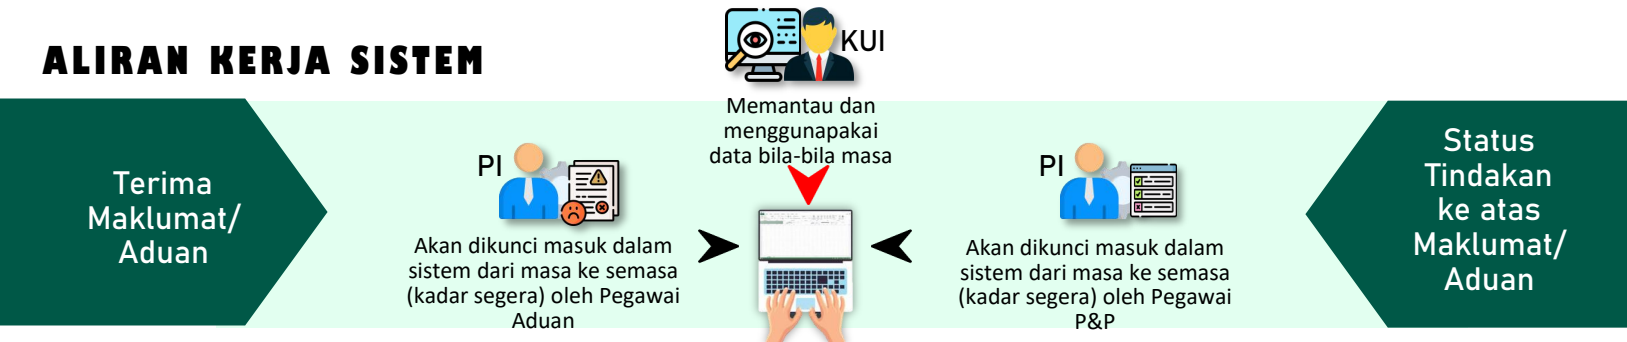 ALIRAN KERJA SISTEM
KUI
Memantau dan
menggunapakai
data bila-bila masa
Terima
Maklumat/
Aduan
PI
Akan dikunci masuk dalam
sistem dari masa ke semasa
(kadar segera) oleh Pegawai
Aduan
PI
Akan dikunci masuk dalam
sistem dari masa ke semasa
(kadar segera) oleh Pegawai
P&P
Status
Tindakan
ke atas
Maklumat/
Aduan